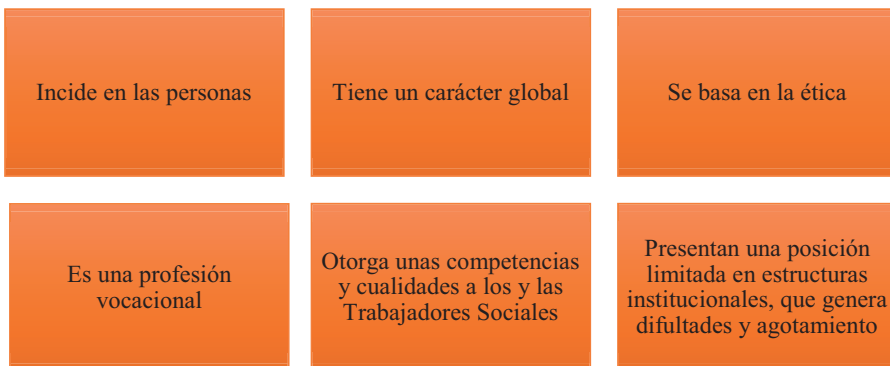 Incide en las personas
Tiene un carácter global
Se basa en la ética
Es una profesión
vocacional
Otorga unas competencias
y cualidades a los y las
Trabajadores Sociales
Presentan una posición
limitada en estructuras
institucionales, que genera
difultades y agotamiento